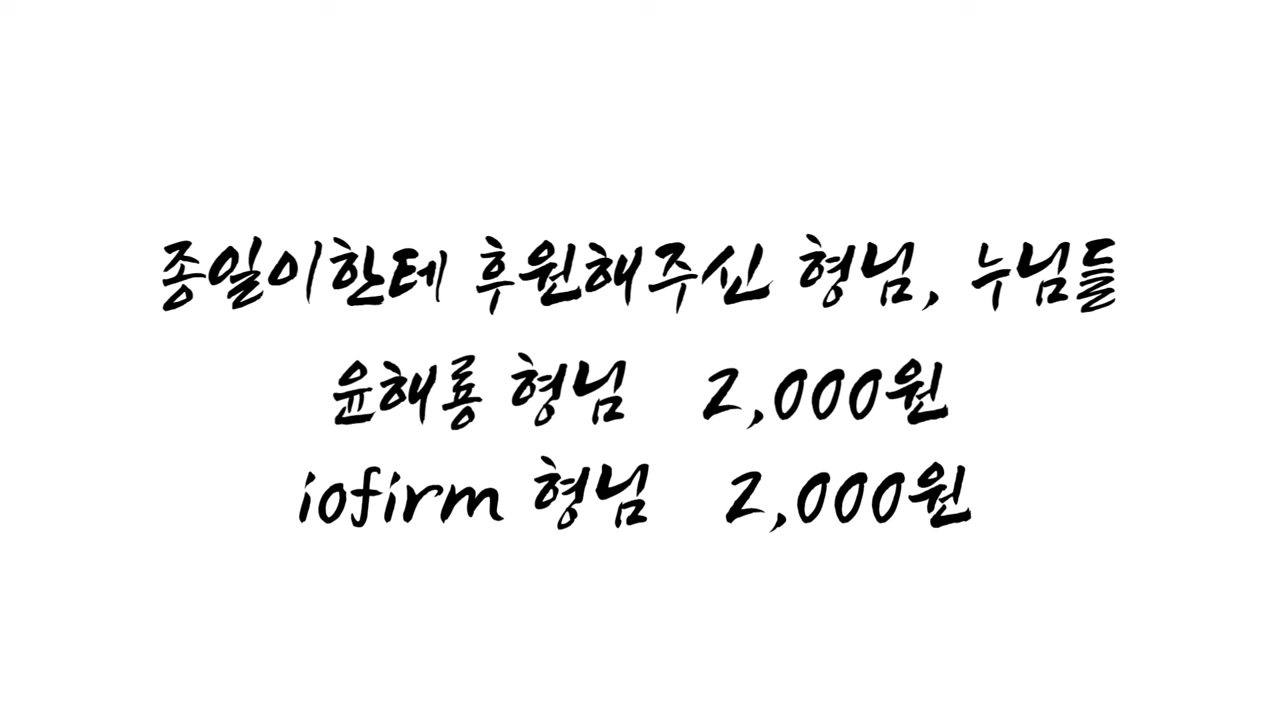 종일이한테 후원해주신 형님, 누님들
윤해룡 형님 2,000원
iofirm 형님 2,000원